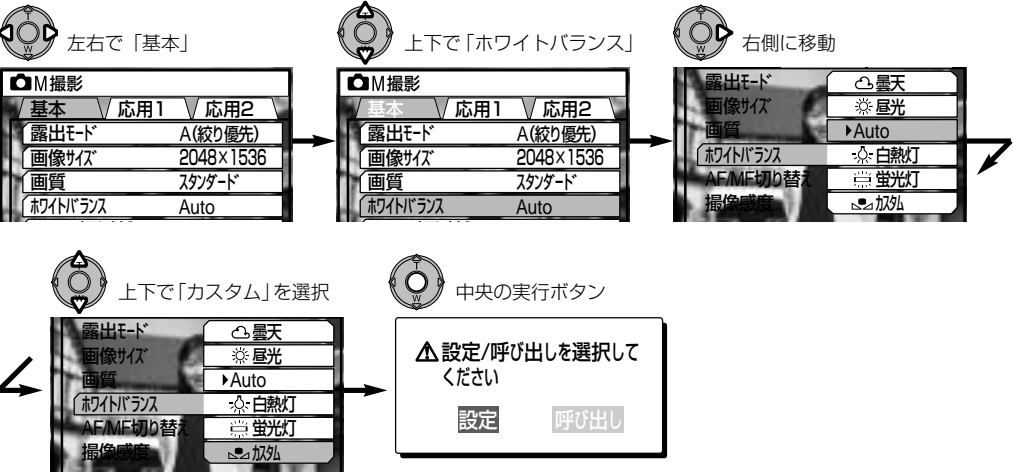 左右で「基本」
M撮影
基本 応用1 応用2
露出モード A(絞り優先)
画像サイズ 2048×1536
画質 スタンダード
ホワイトバランス Auto
上下で「ホワイトバランス」
M撮影
基本 応用1 応用2
露出モード A(絞り優先)
画像サイズ 2048×1536
画質 スタンダード
ホワイトバランス Auto
右側に移動
露出モード 曇天
画像サイズ 昼光
画質 Auto
ホワイトバランス 白熱灯
AF/MF切り替え 蛍光灯
撮像感度 カスタム
上下で「カスタム」を選択
露出モード 曇天
画像サイズ 昼光
画質 Auto
ホワイトバランス 白熱灯
AF/MF切り替え 蛍光灯
撮像感度 カスタム
中央の実行ボタン
設定/呼び出しを選択して
ください
設定 呼び出し